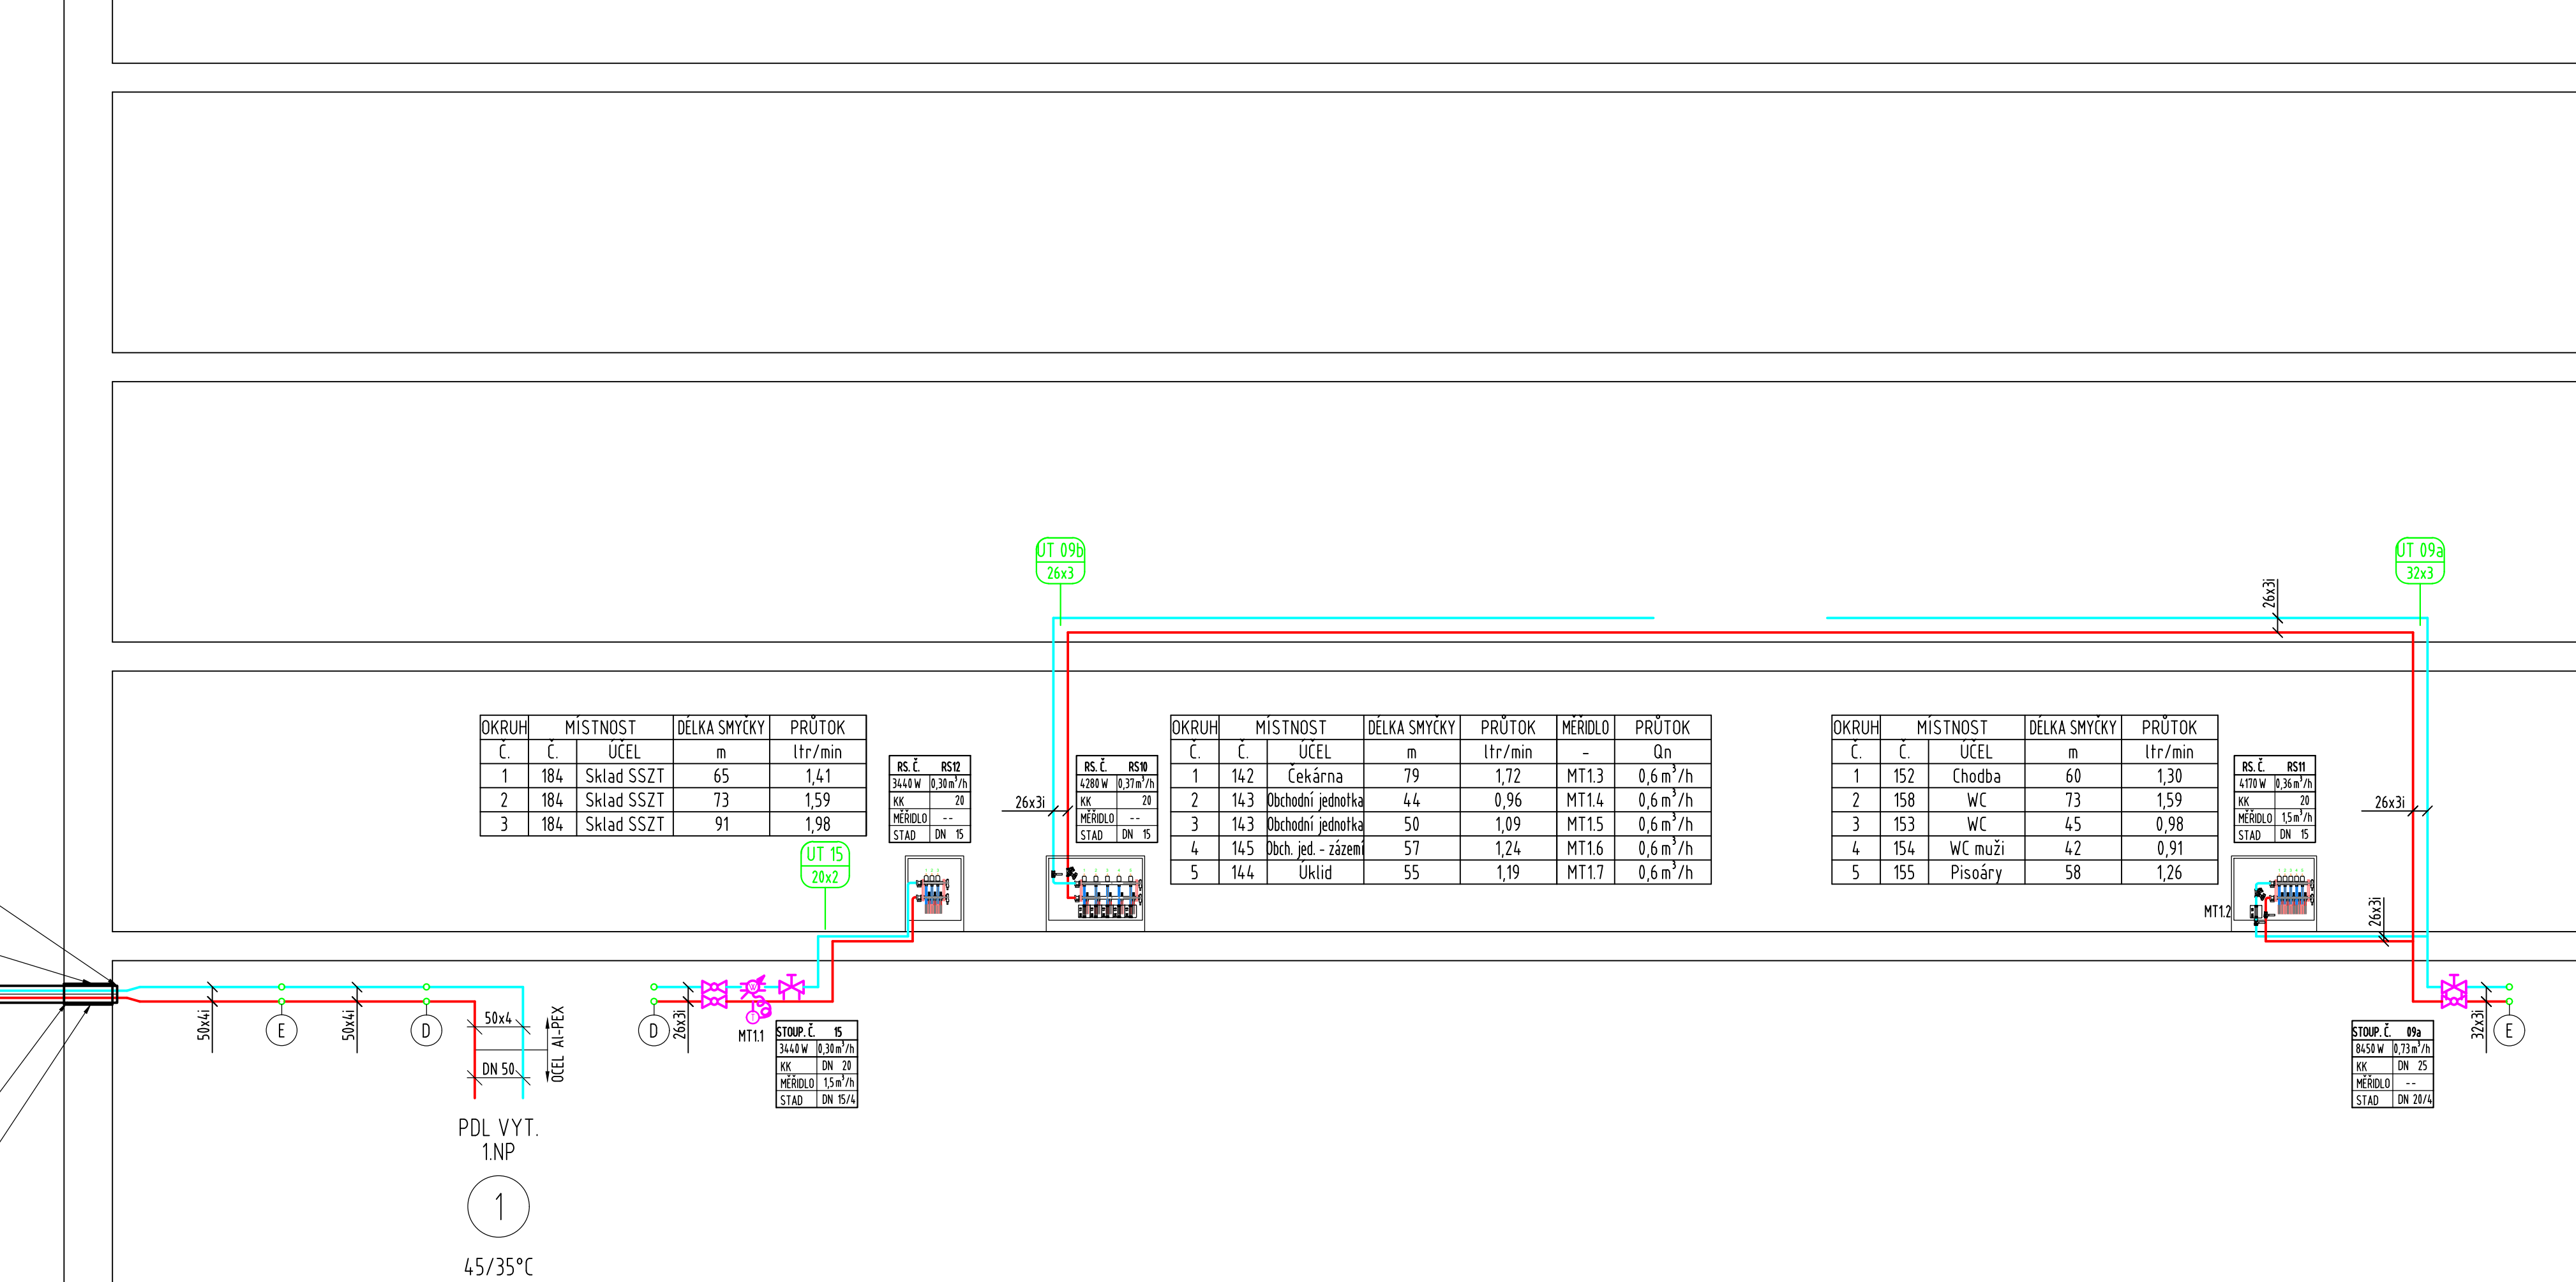 UT 09b
26x3
UT 09a
32x3
26x3i
OKRUH MÍSTNOST DÉLKA SMYČKY PRŮTOK
Č. Č. ÚČEL m ltr/min
1 184 Sklad SSZT 65 1,41
2 184 Sklad SSZT 73 1,59
3 184 Sklad SSZT 91 1,98
RS. Č. RS12
3440 W 0,30 m³/h
KK 20
MĚŘIDLO --
STAD DN 15
UT 15
20x2
26x3i
RS. Č. RS10
4280 W 0,37 m³/h
KK 20
MĚŘIDLO --
STAD DN 15
OKRUH MÍSTNOST DÉLKA SMYČKY PRŮTOK MĚŘIDLO PRŮTOK
Č. Č. ÚČEL m ltr/min - Qn
1 142 Čekárna 79 1,72 MT1.3 0,6 m³/h
2 143 Obchodní jednotka 44 0,96 MT1.4 0,6 m³/h
3 143 Obchodní jednotka 50 1,09 MT1.5 0,6 m³/h
4 145 Obch. jed. - zázemí 57 1,24 MT1.6 0,6 m³/h
5 144 Úklid 55 1,19 MT1.7 0,6 m³/h
OKRUH MÍSTNOST DÉLKA SMYČKY PRŮTOK
Č. Č. ÚČEL m ltr/min
1 152 Chodba 60 1,30
2 158 WC 73 1,59
3 153 WC 45 0,98
4 154 WC muži 42 0,91
5 155 Pisoáry 58 1,26
RS. Č. RS11
4170 W 0,36 m³/h
KK 20
MĚŘIDLO 1,5 m³/h
STAD DN 15
26x3i
MT1.2
26x3i
50x4i
E
50x4i
D
50x4
DN 50
OCEL Al-PEX
D
26x3i
MT1.1
STOUP. Č. 15
3440 W 0,30 m³/h
KK DN 20
MĚŘIDLO 1,5 m³/h
STAD DN 15/4
STOUP. Č. 09a
8450 W 0,73 m³/h
KK DN 25
MĚŘIDLO --
STAD DN 20/4
32x3i
E
PDL VYT.
1.NP
1
45/35°C